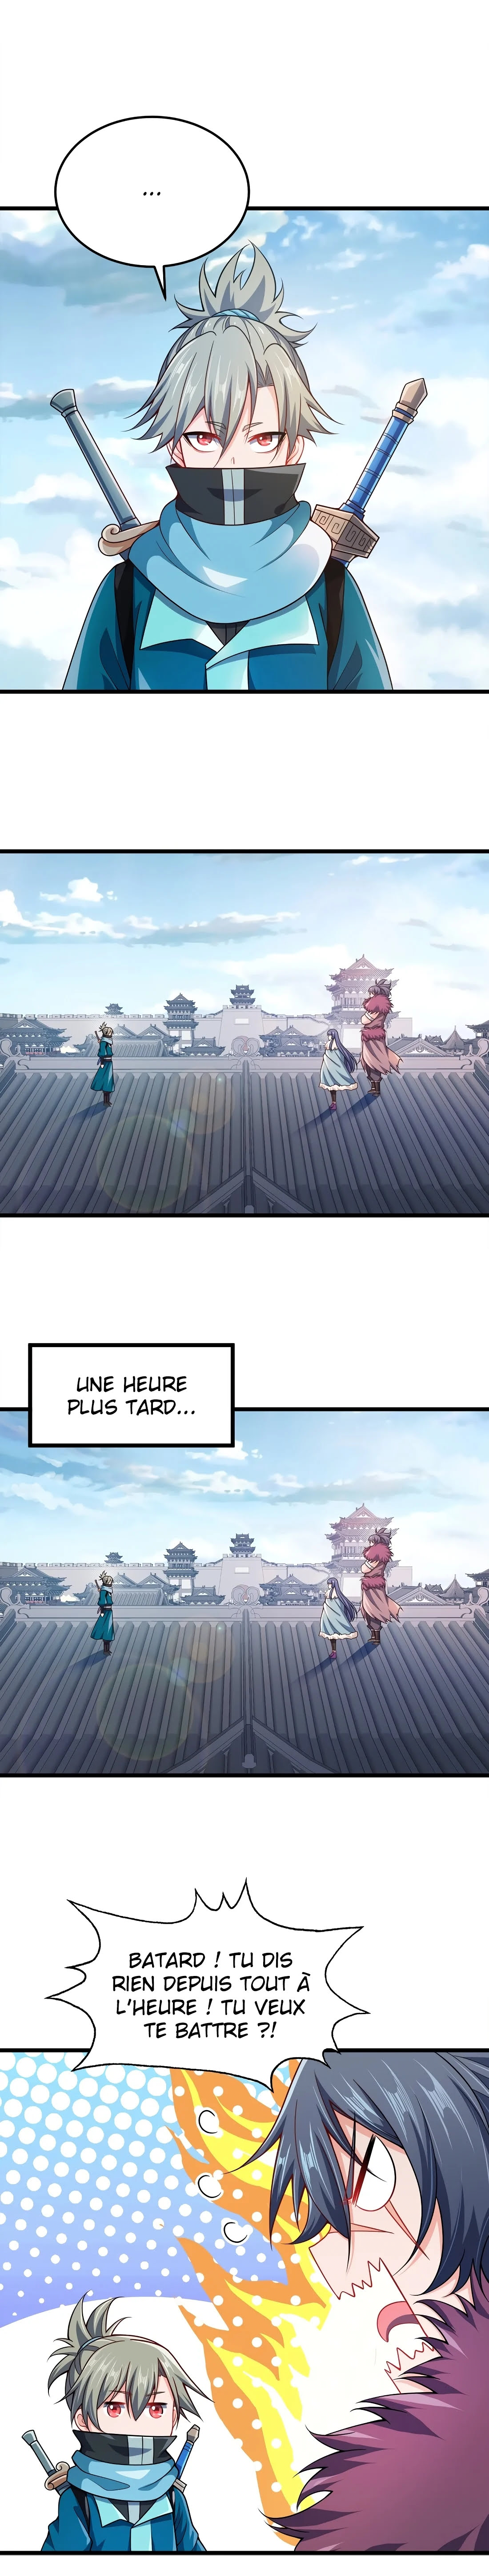 ...
UNE HEURE
PLUS TARD...
BATARD ! TU DIS
RIEN DEPUIS TOUT À
L'HEURE ! TU VEUX
TE BATTRE ?!